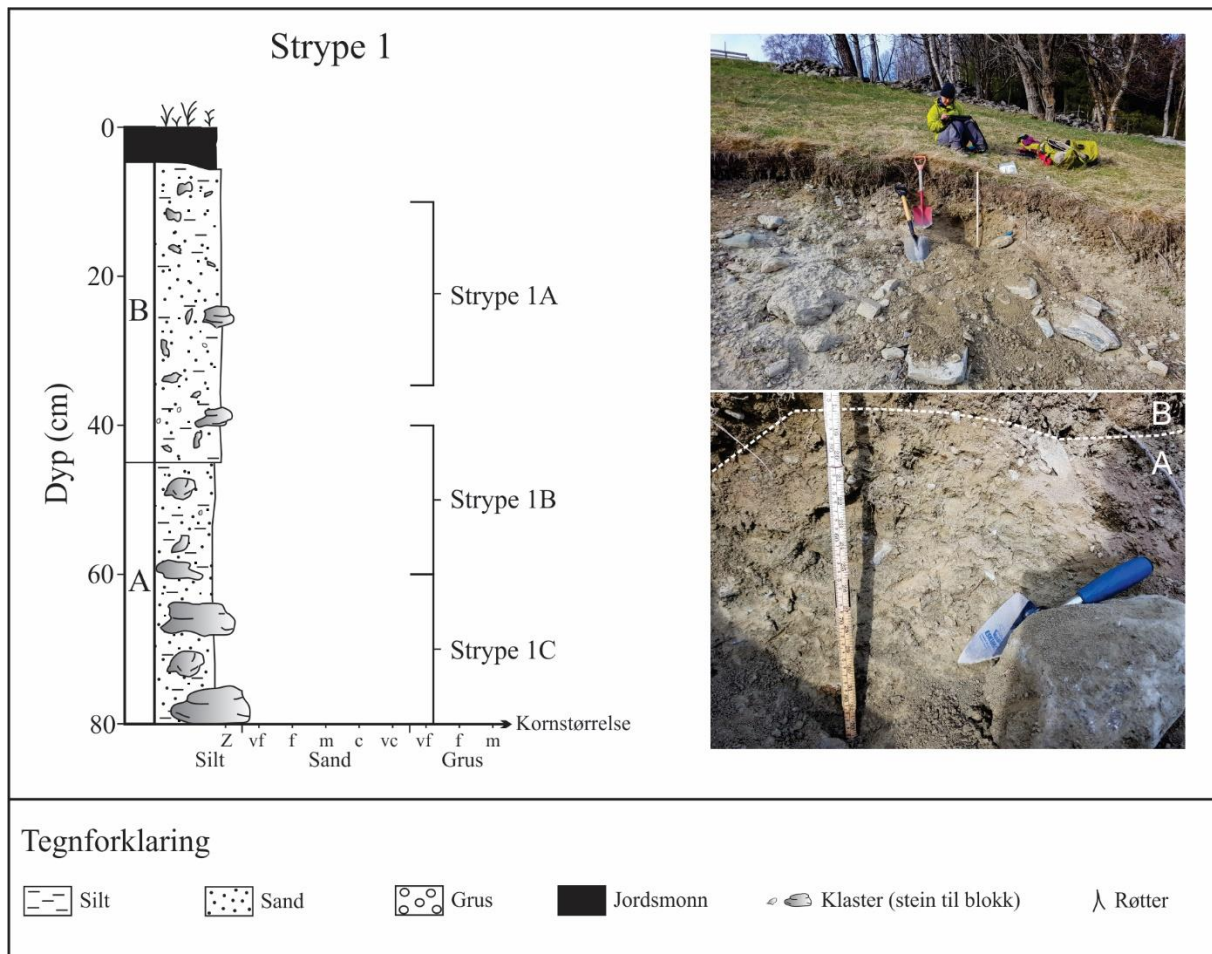 Strype 1
0
20
40
60
80
Dyp (cm)
B
A
Strype 1A
Strype 1B
Strype 1C
Kornstørrelse
Z vf f m c vc vf f m
Silt Sand Grus
B
A
Tegnforklaring
Silt Sand Grus Jordsmonn Klaster (stein til blokk) Røtter